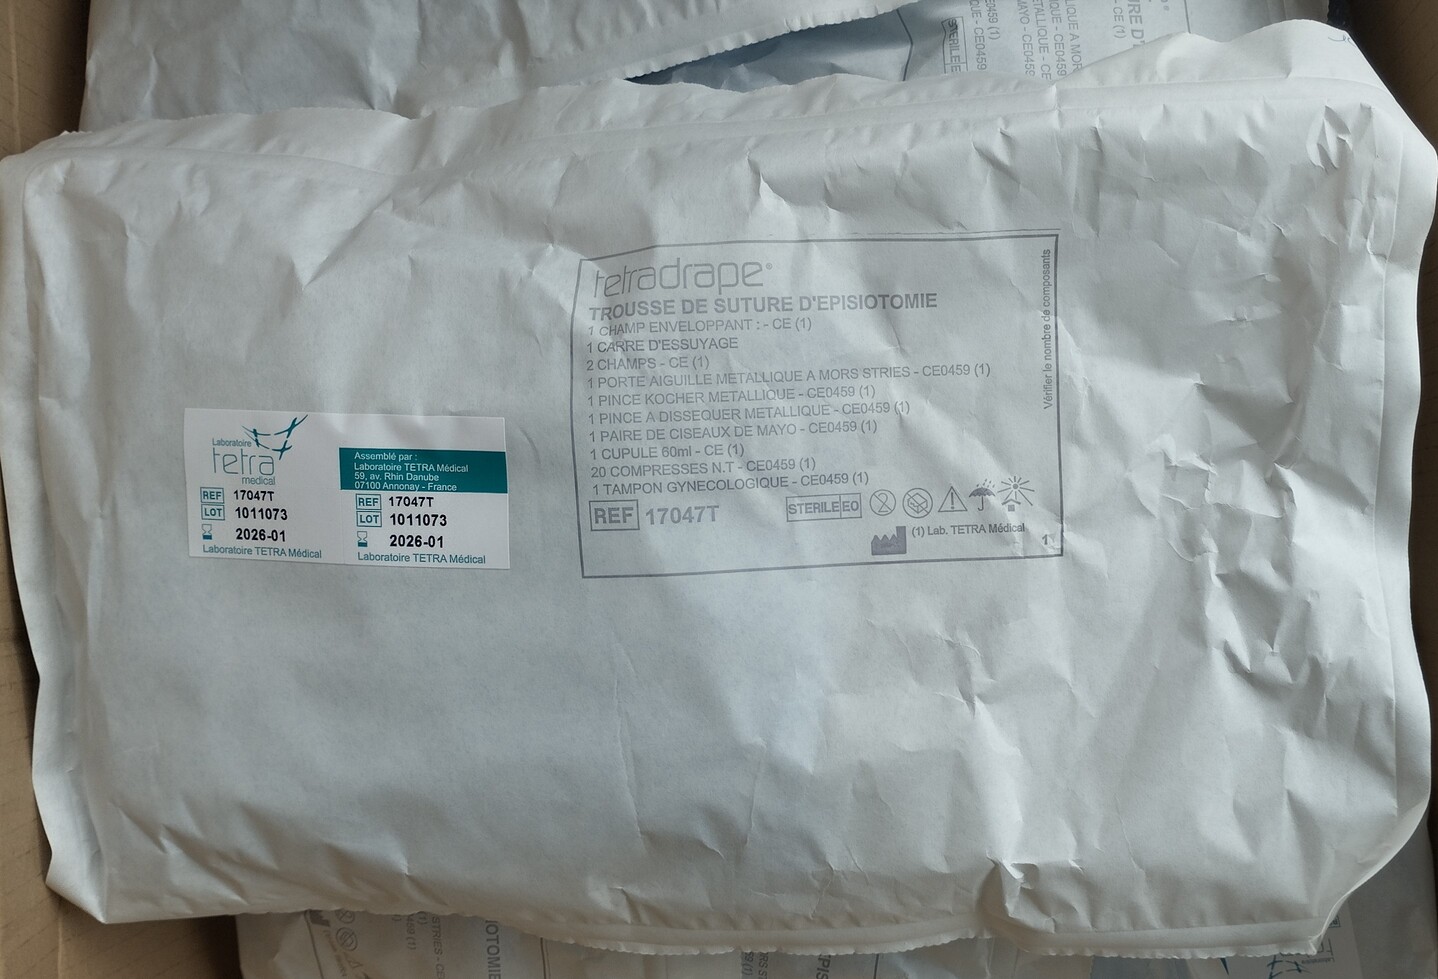 Laboratoire
tetra
medical
REF 17047T
LOT 1011073
2026-01
Laboratoire TETRA Médical
Assemblé par :
Laboratoire TETRA Médical
59, av. Rhin Danube
07100 Annonay - France
REF 17047T
LOT 1011073
2026-01
Laboratoire TETRA Médical
tetradrape®
TROUSSE DE SUTURE D'EPISIOTOMIE
1 CHAMP ENVELOPPANT : - CE (1)
1 CARRE D'ESSUYAGE
2 CHAMPS - CE (1)
1 PORTE AIGUILLE METALLIQUE A MORS STRIES - CE0459 (1)
1 PINCE KOCHER METALLIQUE - CE0459 (1)
1 PINCE A DISSEQUER METALLIQUE - CE0459 (1)
1 PAIRE DE CISEAUX DE MAYO - CE0459 (1)
1 CUPULE 60ml - CE (1)
20 COMPRESSES N.T - CE0459 (1)
1 TAMPON GYNECOLOGIQUE - CE0459 (1)
REF 17047T
STERILE EO
2
(1) Lab. TETRA Médical
1
Vérifier le nombre de composants